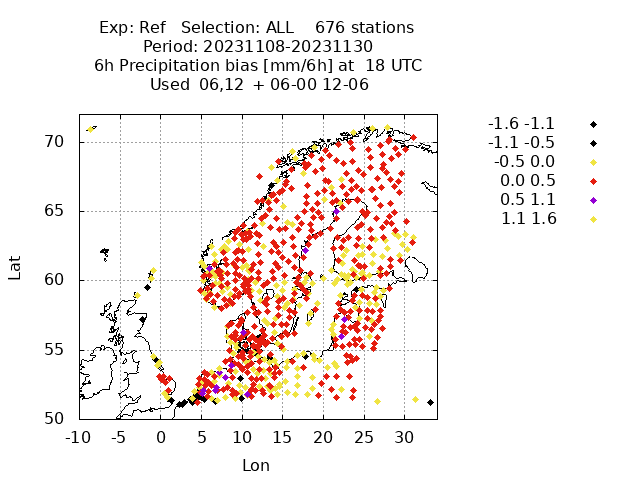 Exp: Ref   Selection: ALL    676 stations
Period: 20231108-20231130
6h Precipitation bias [mm/6h] at  18 UTC
Used 06,12  + 06-00 12-06
-1.6 -1.1
-1.1 -0.5
-0.5 0.0
0.0 0.5
0.5 1.1
1.1 1.6
Lat
70
65
60
55
50
-10 -5 0 5 10 15 20 25 30
Lon